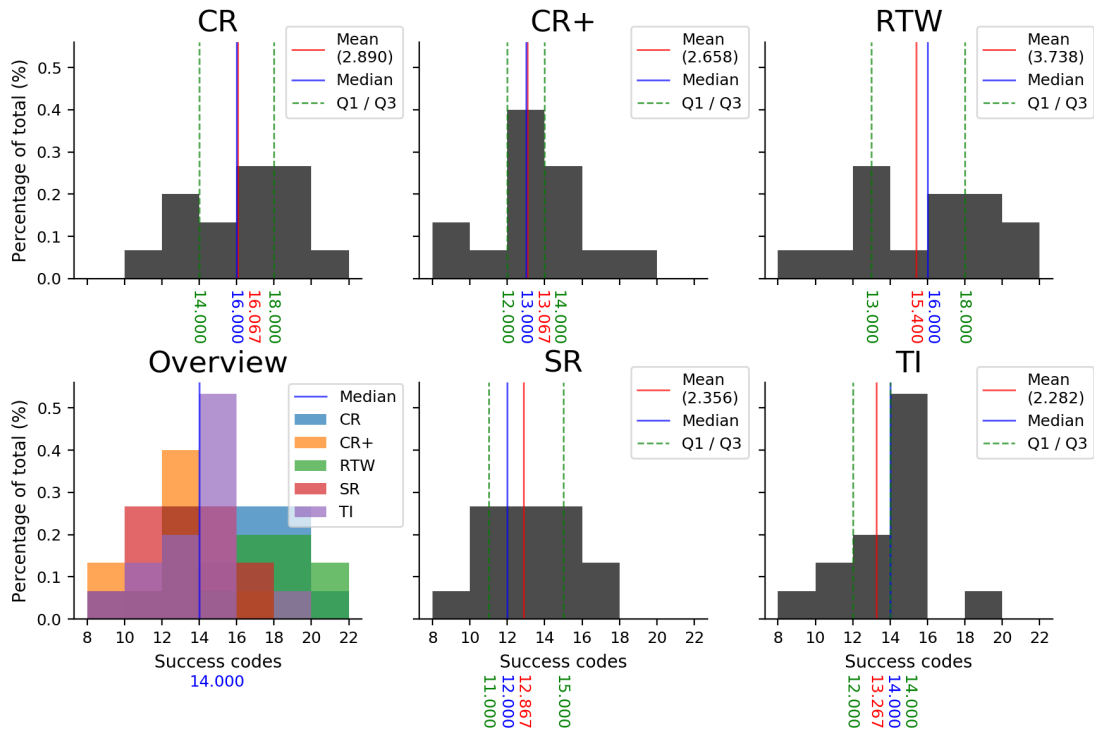 CR
Mean
(2.890)
Median
Q1 / Q3
Percentage of total (%)
0.5
0.4
0.3
0.2
0.1
0.0
14.000
16.000
16.067
18.000
CR+
Mean
(2.658)
Median
Q1 / Q3
12.000
13.000
13.067
14.000
RTW
Mean
(3.738)
Median
Q1 / Q3
13.000
15.400
16.000
18.000
Overview
Median
CR
CR+
RTW
SR
TI
Percentage of total (%)
0.5
0.4
0.3
0.2
0.1
0.0
8 10 12 14 16 18 20 22
Success codes
14.000
SR
Mean
(2.356)
Median
Q1 / Q3
8 10 12 14 16 18 20 22
Success codes
11.000
12.000
12.867
15.000
TI
Mean
(2.282)
Median
Q1 / Q3
8 10 12 14 16 18 20 22
Success codes
12.000
13.267
14.000
14.000